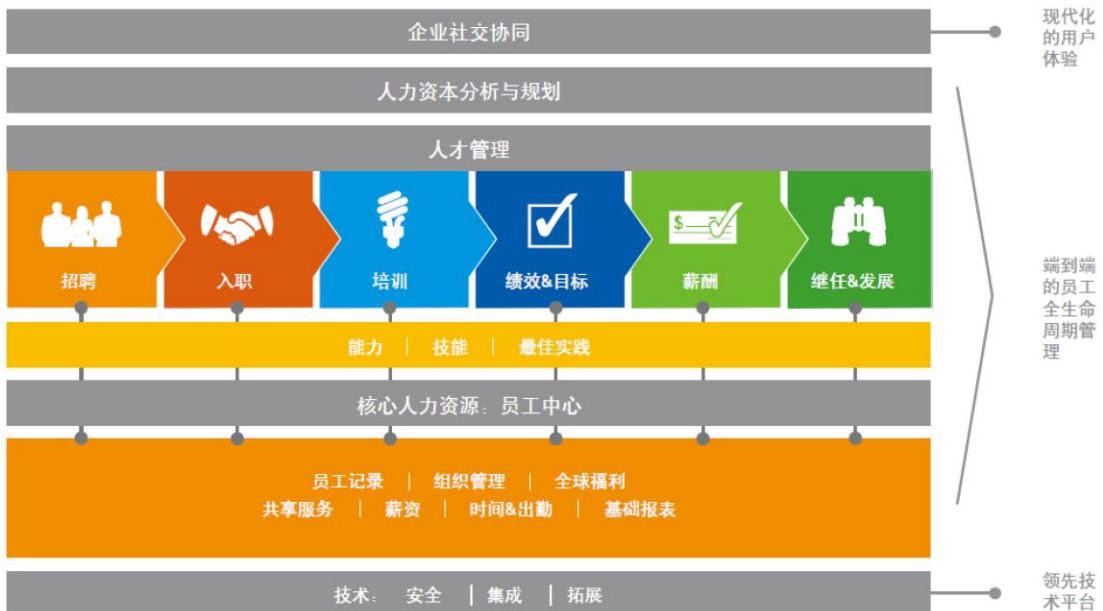 企业社交协同
现代化
的用户
体验
人力资本分析与规划
人才管理
招聘
入职
培训
绩效&目标
$
薪酬
继任&发展
端到端
的员工
全生命
周期管
理
能力 | 技能 | 最佳实践
核心人力资源：员工中心
员工记录 | 组织管理 | 全球福利
共享服务 | 薪资 | 时间&出勤 | 基础报表
技术： 安全 | 集成 | 拓展
领先技
术平台